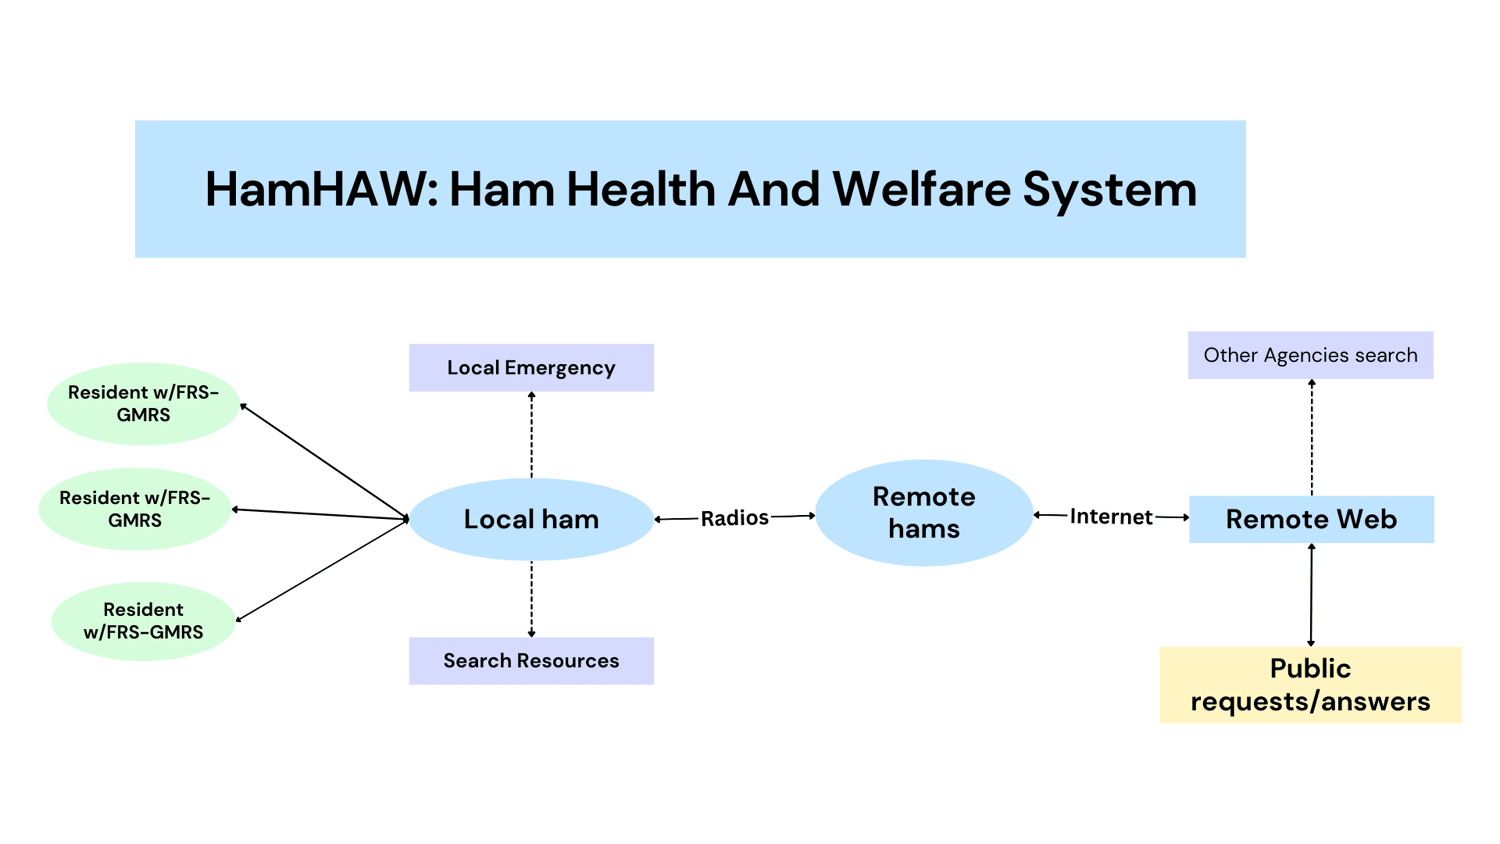 HamHAW: Ham Health And Welfare System
Other Agencies search
Local Emergency
Resident w/FRS-
GMRS
Resident w/FRS-
GMRS
Resident
w/FRS-GMRS
Local ham
Radios
Remote
hams
Internet
Remote Web
Search Resources
Public
requests/answers